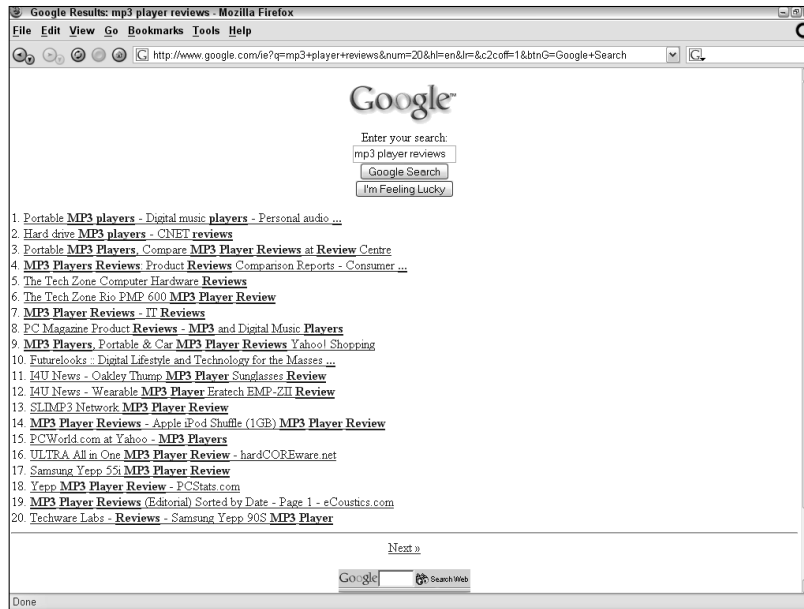 Google Results: mp3 player reviews - Mozilla Firefox
File Edit View Go Bookmarks Tools Help
http://www.google.com/ie?q=mp3+player+reviews&num=20&hl=en&lr=&c2coff=1&btnG=Google+Search
Google™
Enter your search:
mp3 player reviews
Google Search
I'm Feeling Lucky
1. Portable MP3 players - Digital music players - Personal audio ...
2. Hard drive MP3 players - CNET reviews
3. Portable MP3 Players, Compare MP3 Player Reviews at Review Centre
4. MP3 Players Reviews: Product Reviews Comparison Reports - Consumer ...
5. The Tech Zone Computer Hardware Reviews
6. The Tech Zone Rio PMP 600 MP3 Player Review
7. MP3 Player Reviews - IT Reviews
8. PC Magazine Product Reviews - MP3 and Digital Music Players
9. MP3 Players, Portable & Car MP3 Player Reviews Yahoo! Shopping
10. Futurelooks :: Digital Lifestyle and Technology for the Masses ...
11. I4U News - Oakley Thump MP3 Player Sunglasses Review
12. I4U News - Wearable MP3 Player Eratech EMP-ZII Review
13. SLIMP3 Network MP3 Player Review
14. MP3 Player Reviews - Apple iPod Shuffle (1GB) MP3 Player Review
15. PCWorld.com at Yahoo - MP3 Players
16. ULTRA All in One MP3 Player Review - hardCOREware.net
17. Samsung Yepp 55i MP3 Player Review
18. Yepp MP3 Player Review - PCStats.com
19. MP3 Player Reviews (Editorial) Sorted by Date - Page 1 - eCoustics.com
20. Techware Labs - Reviews - Samsung Yepp 90S MP3 Player
Next »
Google Search Web
Done